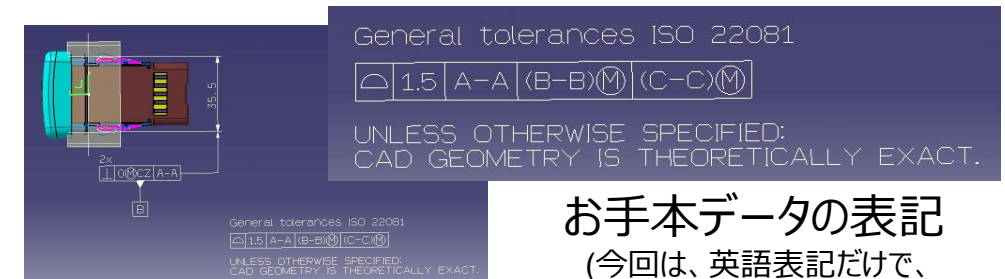 General tolerances ISO 22081
⌓ 1.5 A-A (B-B)Ⓜ (C-C)Ⓜ
UNLESS OTHERWISE SPECIFIED:
CAD GEOMETRY IS THEORETICALLY EXACT.
35.5
2×
⊥ 0ⓂCZ A-A
B
General tolerances ISO 22081
⌓ 1.5 A-A (B-B)Ⓜ (C-C)Ⓜ
UNLESS OTHERWISE SPECIFIED:
CAD GEOMETRY IS THEORETICALLY EXACT.
お手本データの表記
(今回は、英語表記だけで、